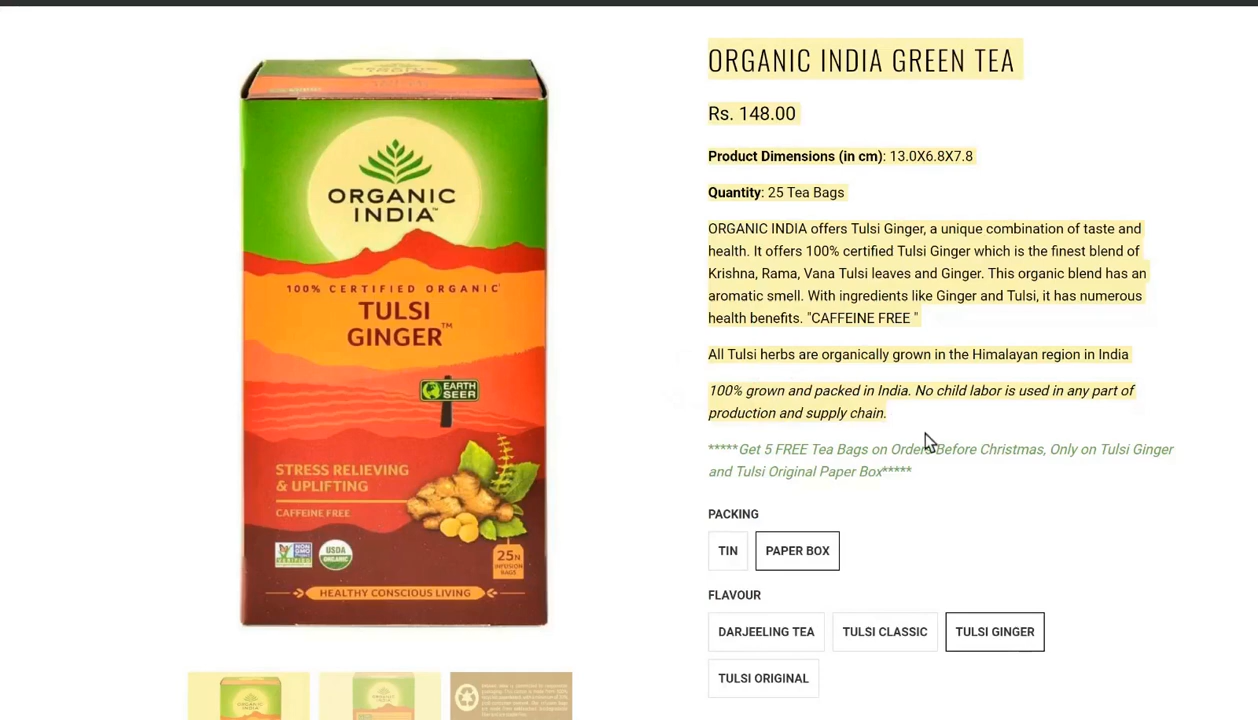 ORGANIC
INDIA™
100% CERTIFIED ORGANIC
TULSI
GINGER™
EARTH
SEER
STRESS RELIEVING
& UPLIFTING
CAFFEINE FREE
NON
GMO
USDA
ORGANIC
25N
INFUSION
BAGS
HEALTHY CONSCIOUS LIVING
ORGANIC INDIA GREEN TEA
Rs. 148.00
Product Dimensions (in cm): 13.0X6.8X7.8
Quantity: 25 Tea Bags
ORGANIC INDIA offers Tulsi Ginger, a unique combination of taste and
health. It offers 100% certified Tulsi Ginger which is the finest blend of
Krishna, Rama, Vana Tulsi leaves and Ginger. This organic blend has an
aromatic smell. With ingredients like Ginger and Tulsi, it has numerous
health benefits. "CAFFEINE FREE "
All Tulsi herbs are organically grown in the Himalayan region in India
100% grown and packed in India. No child labor is used in any part of
production and supply chain.
*****Get 5 FREE Tea Bags on Orders Before Christmas, Only on Tulsi Ginger
and Tulsi Original Paper Box*****
PACKING
TIN PAPER BOX
FLAVOUR
DARJEELING TEA TULSI CLASSIC TULSI GINGER
TULSI ORIGINAL